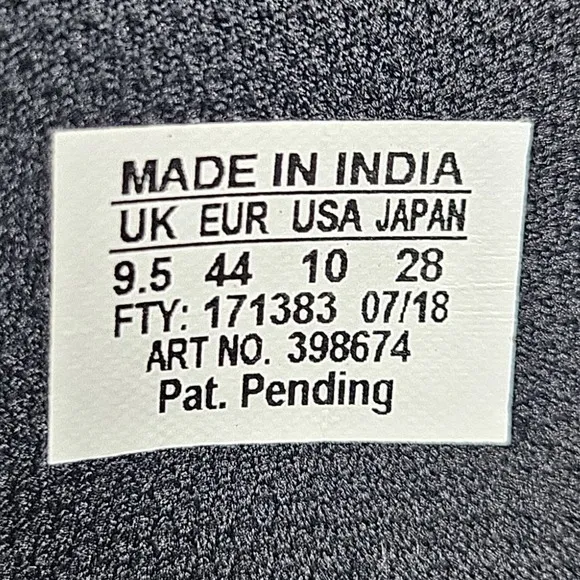 MADE IN INDIA
UK EUR USA JAPAN
9.5 44 10 28
FTY: 171383 07/18
ART NO. 398674
Pat. Pending